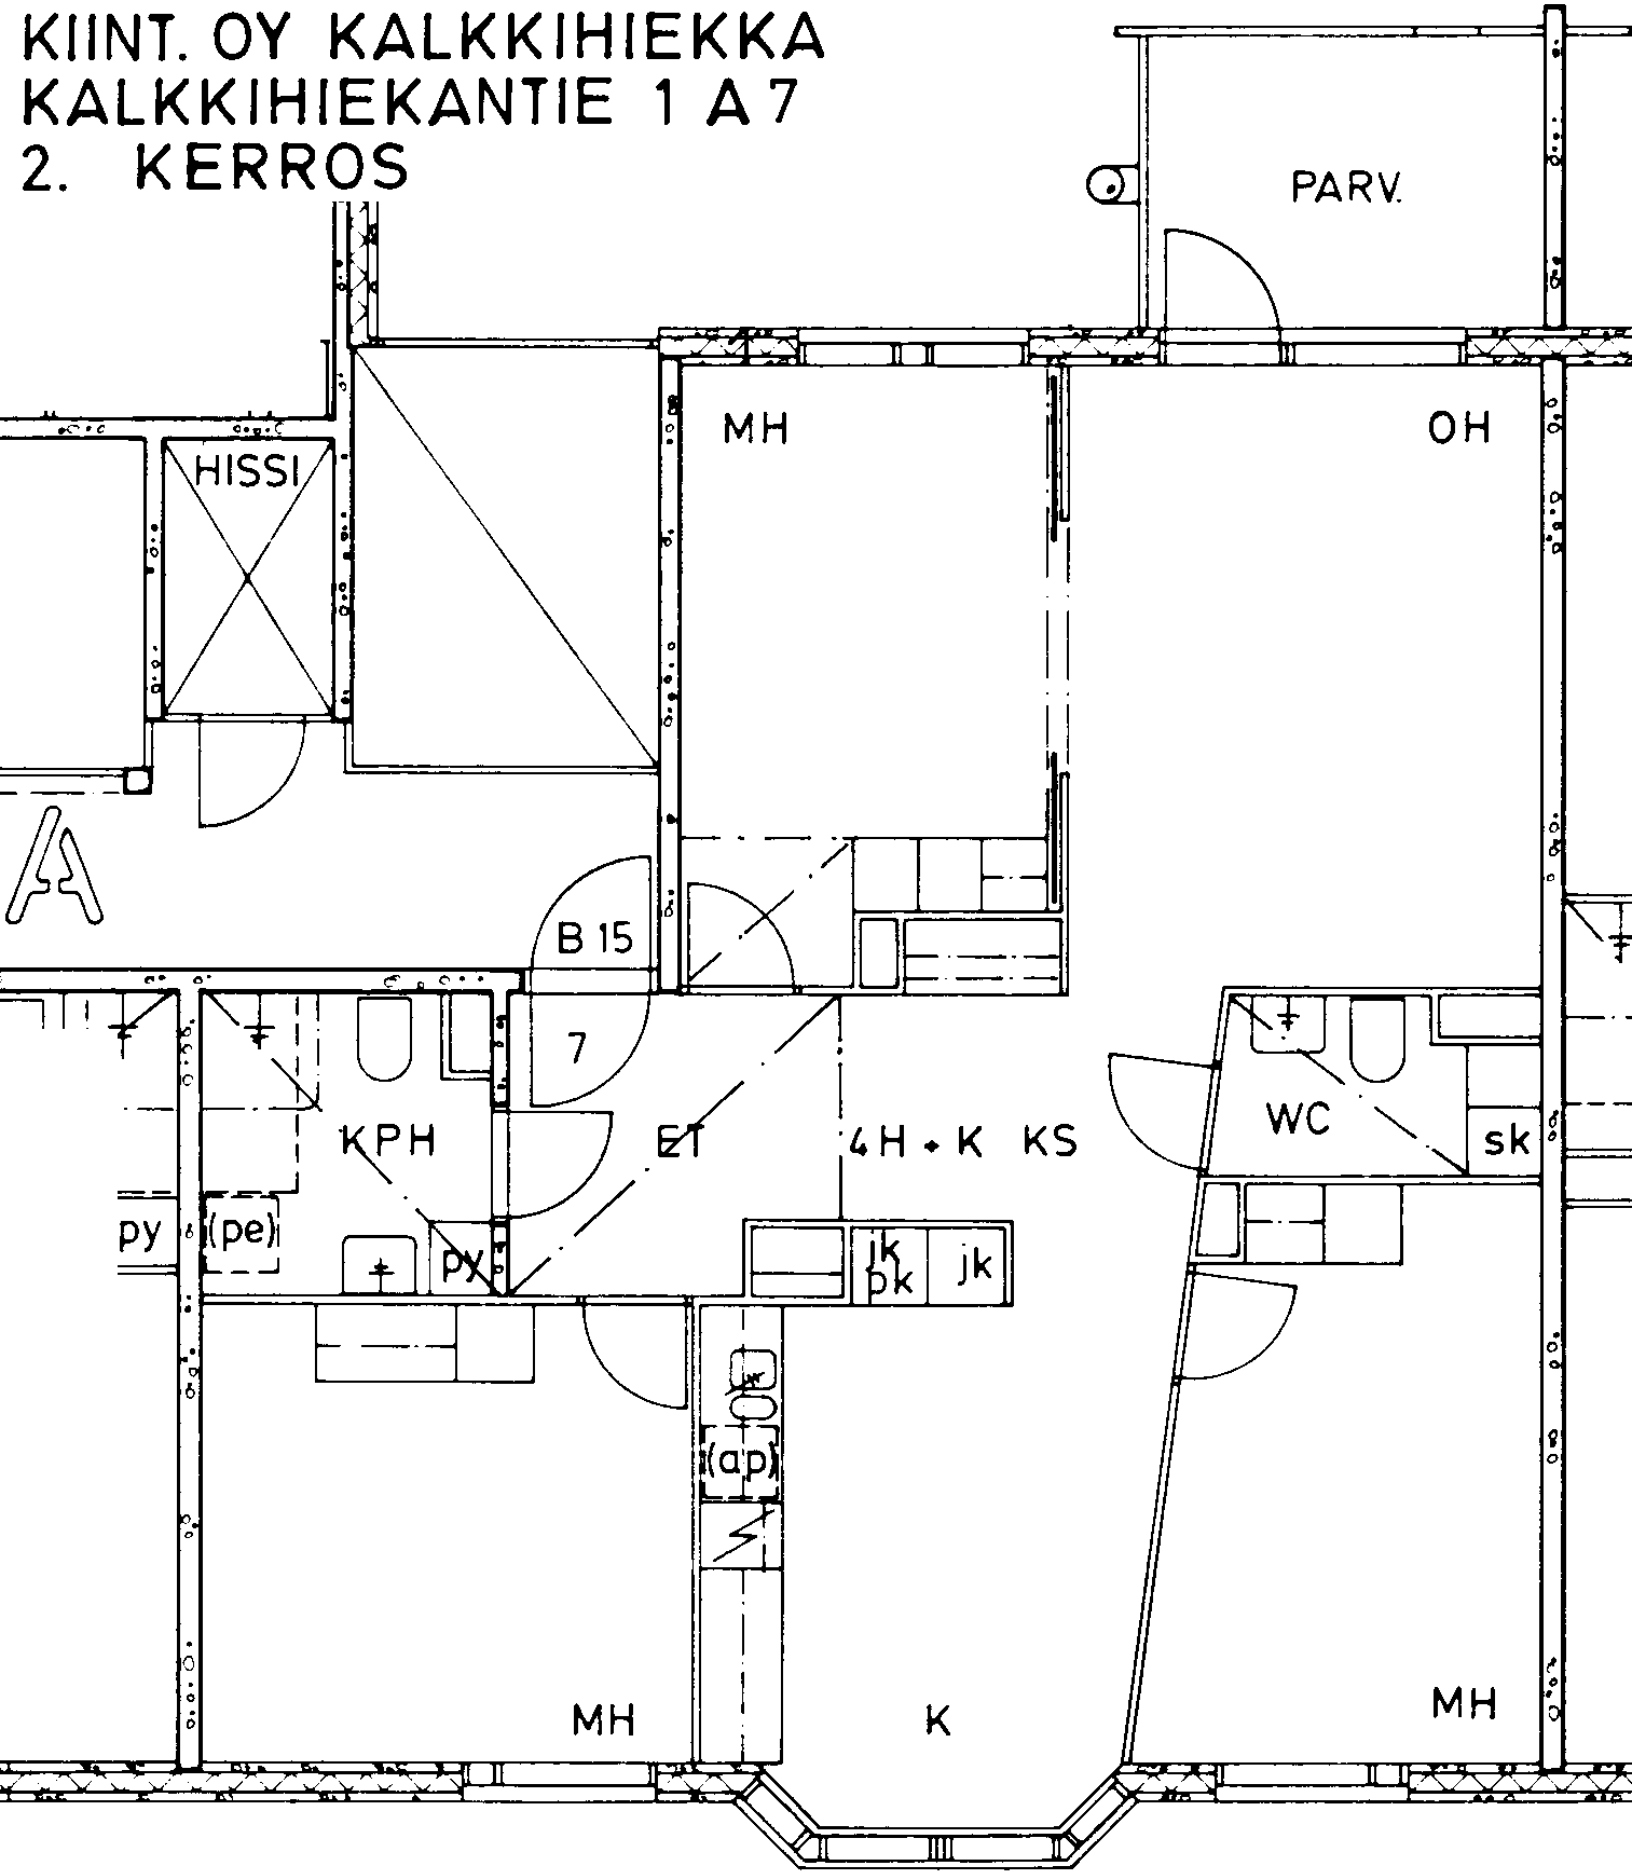 KIINT. OY KALKKIHIEKKA
KALKKIHIEKANTIE 1 A 7
2. KERROS
PARV.
MH
OH
HISSI
A
B 15
7
KPH
ET
4H + K KS
WC
sk
py
(pe)
py
jk
pk
jk
(ap)
MH
K
MH